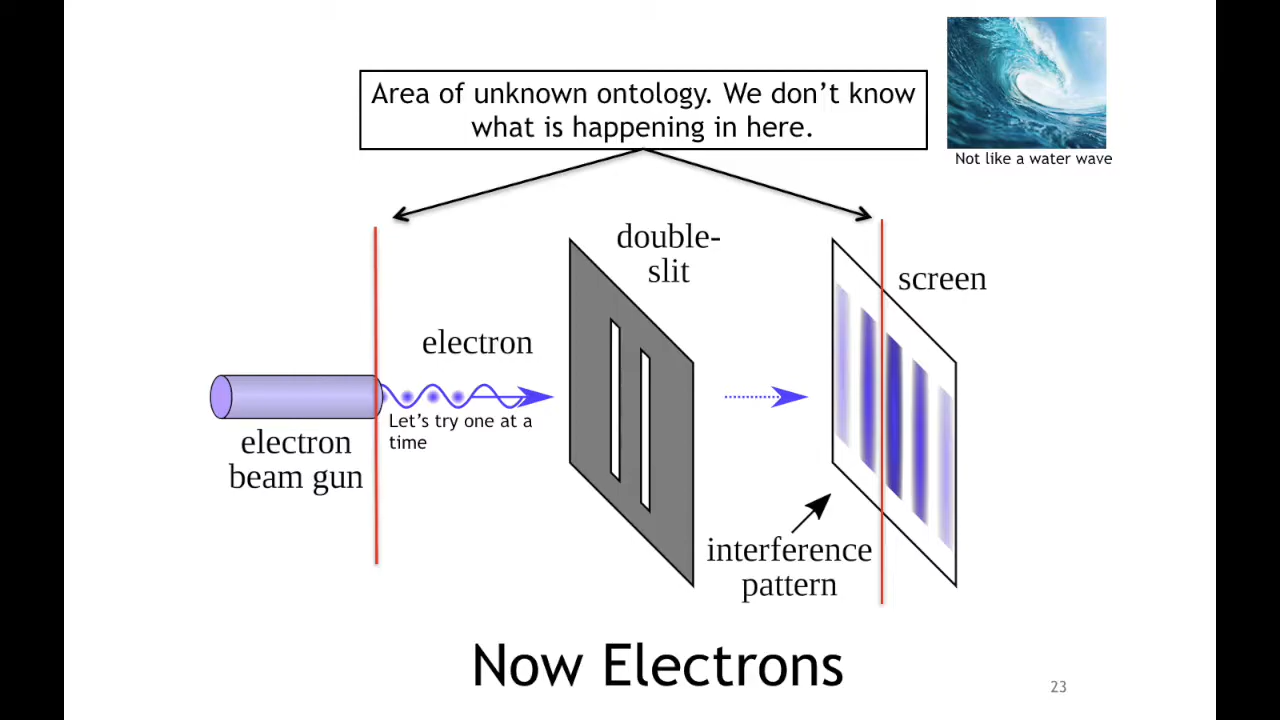 Area of unknown ontology. We don’t know
what is happening in here.
Not like a water wave
double-
slit
screen
electron
Let’s try one at a
time
electron
beam gun
interference
pattern
Now Electrons
23